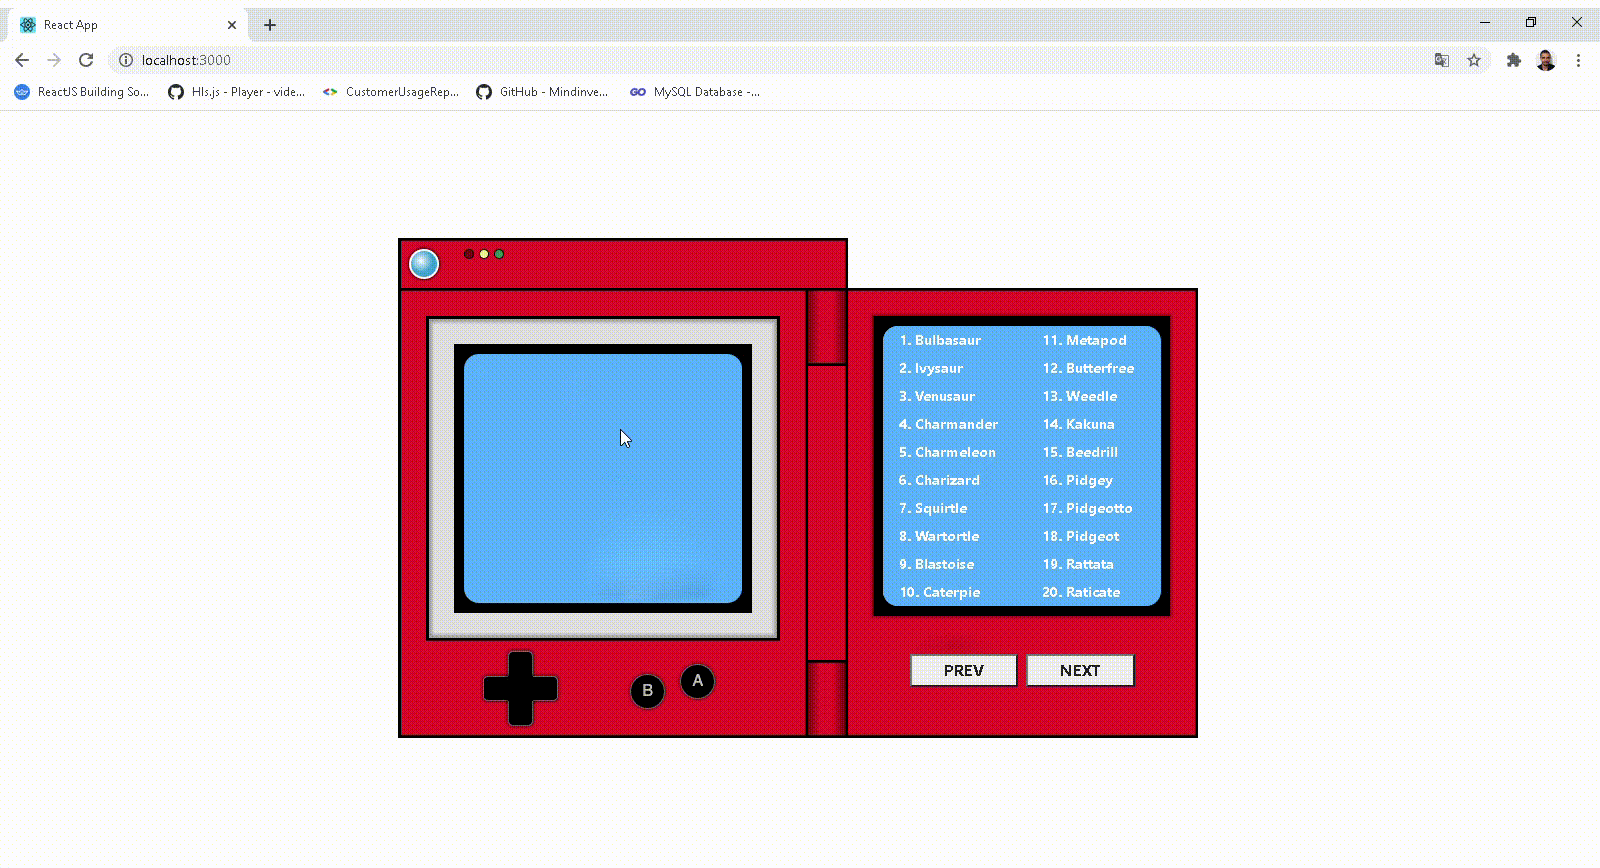 React App
localhost:3000
ReactJS Building So...
Hls.js - Player - vide...
CustomerUsageRep...
GitHub - Mindinve...
GO
MySQL Database -...
1. Bulbasaur
2. Ivysaur
3. Venusaur
4. Charmander
5. Charmeleon
6. Charizard
7. Squirtle
8. Wartortle
9. Blastoise
10. Caterpie
11. Metapod
12. Butterfree
13. Weedle
14. Kakuna
15. Beedrill
16. Pidgey
17. Pidgeotto
18. Pidgeot
19. Rattata
20. Raticate
B
A
PREV
NEXT